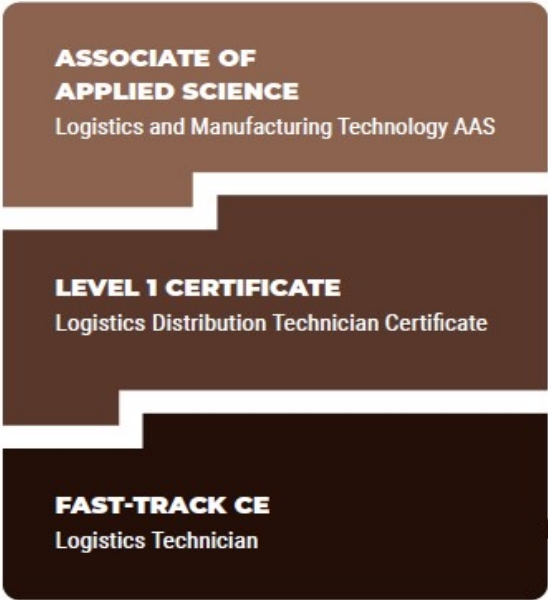 ASSOCIATE OF
APPLIED SCIENCE
Logistics and Manufacturing Technology AAS
LEVEL 1 CERTIFICATE
Logistics Distribution Technician Certificate
FAST-TRACK CE
Logistics Technician